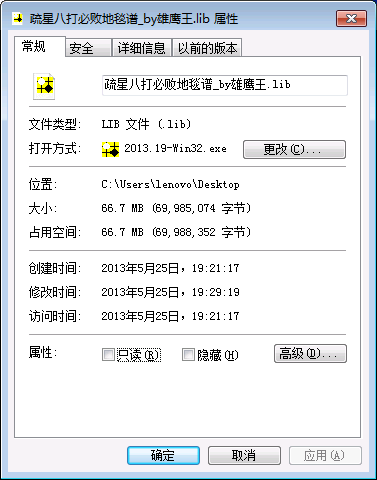 疏星八打必败地毯谱_by雄鹰王.lib 属性
常规 安全 详细信息 以前的版本
疏星八打必败地毯谱_by雄鹰王.lib
文件类型: LIB 文件 (.lib)
打开方式: 2013.19-Win32.exe 更改(C)...
位置: C:\Users\lenovo\Desktop
大小: 66.7 MB (69,985,074 字节)
占用空间: 66.7 MB (69,988,352 字节)
创建时间: 2013年5月25日，19:21:17
修改时间: 2013年5月25日，19:29:19
访问时间: 2013年5月25日，19:21:17
属性: 只读(R) 隐藏(H) 高级(D)...
确定 取消 应用(A)